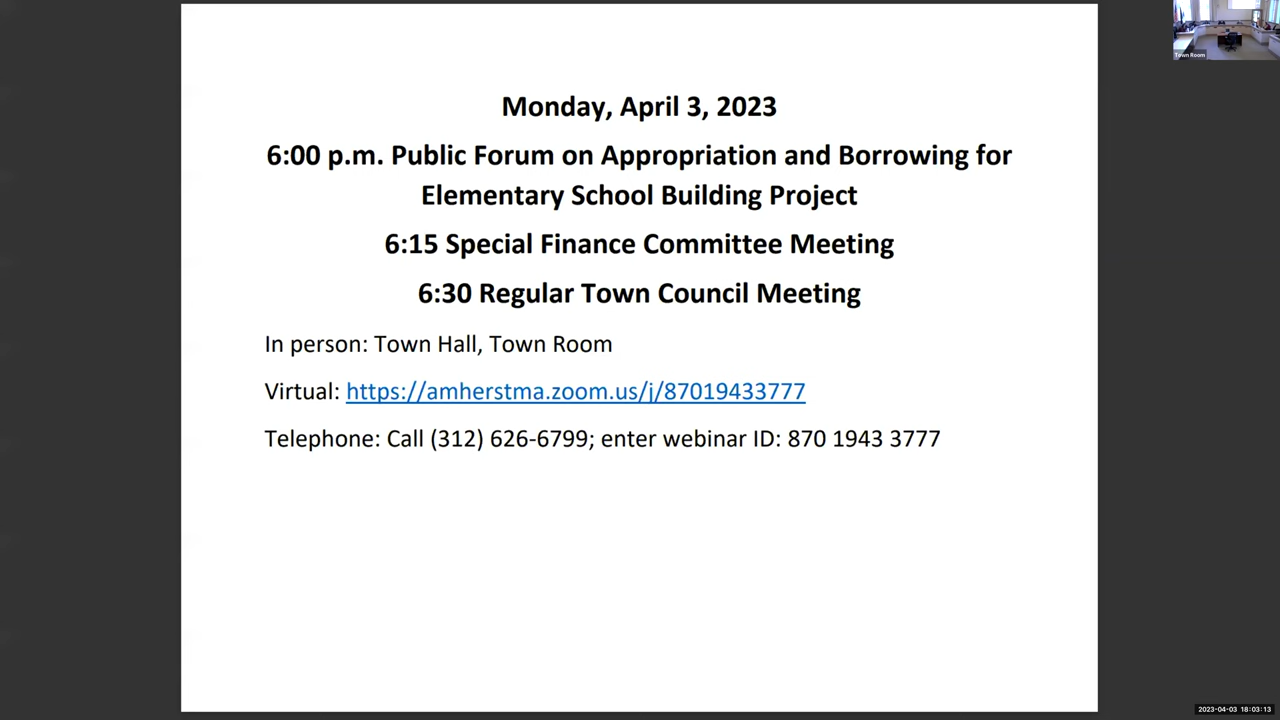 Monday, April 3, 2023
6:00 p.m. Public Forum on Appropriation and Borrowing for
Elementary School Building Project
6:15 Special Finance Committee Meeting
6:30 Regular Town Council Meeting
In person: Town Hall, Town Room
Virtual: https://amherstma.zoom.us/j/87019433777
Telephone: Call (312) 626-6799; enter webinar ID: 870 1943 3777
Town Room
2023-04-03 18:03:13